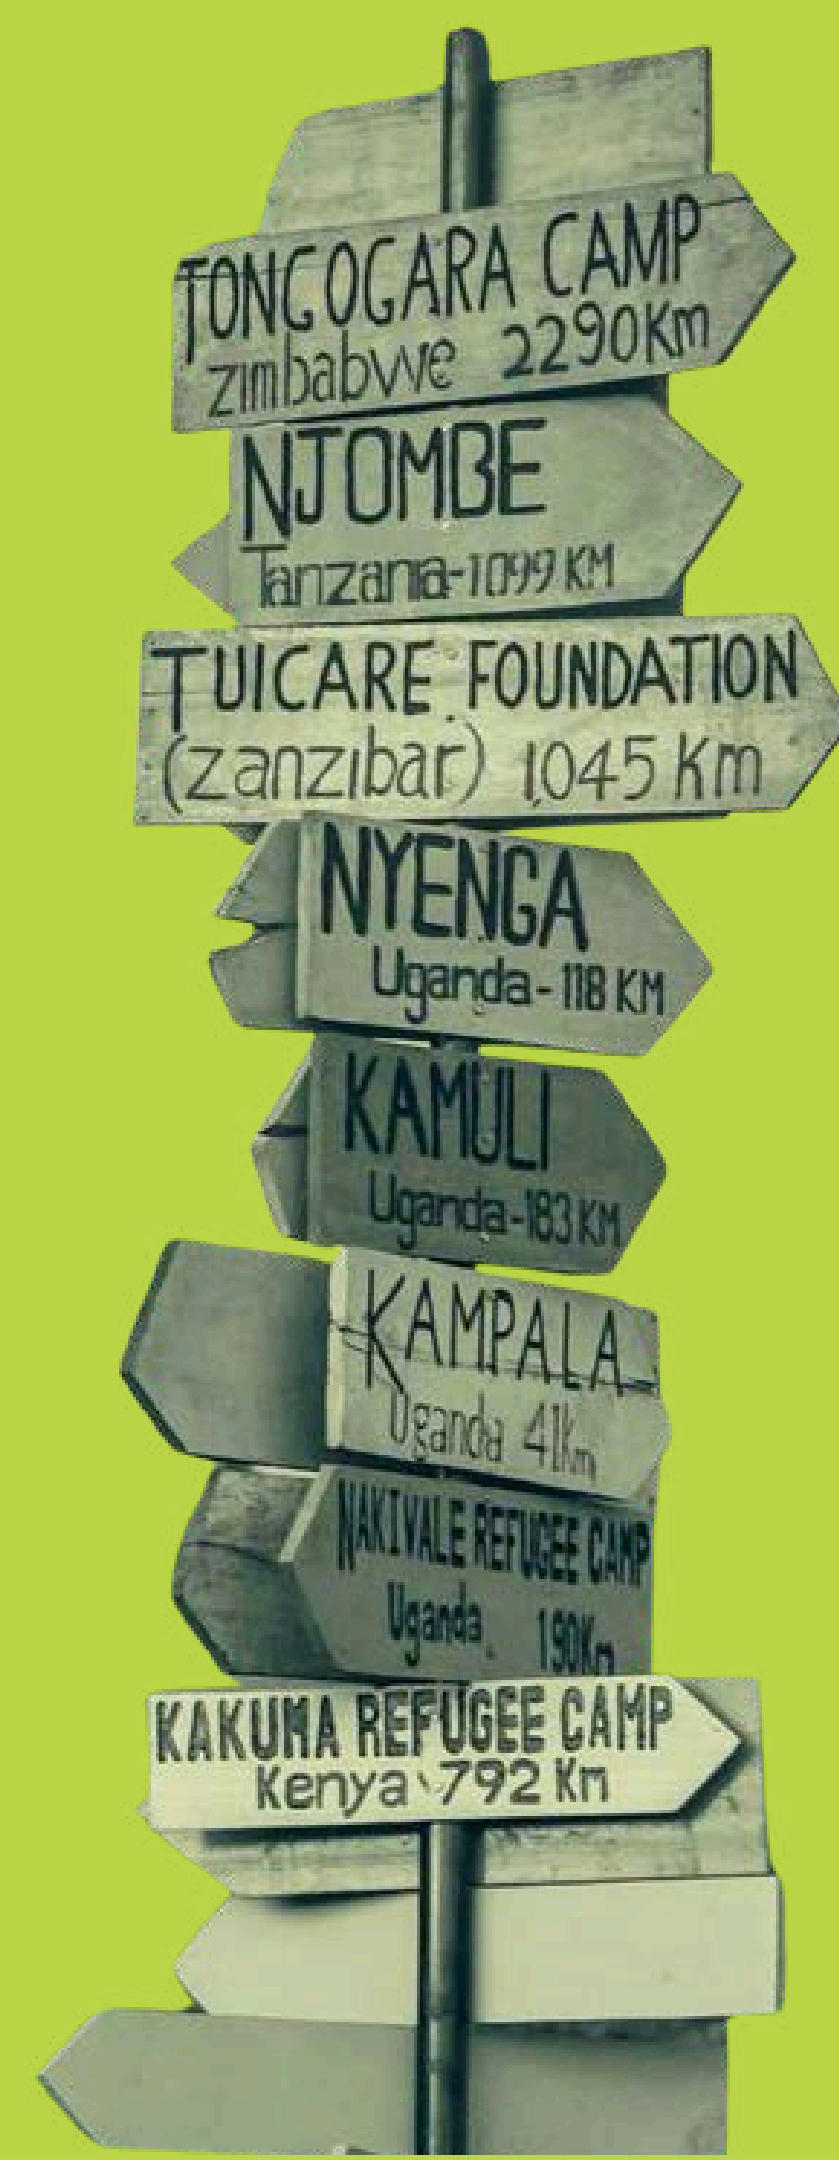 TONGOGARA CAMP
zimbabwe 2290Km
NJOMBE
Tanzania-1099 KM
TUICARE FOUNDATION
(zanzibar) 1,045 Km
NYENGA
Uganda-118 KM
KAMULI
Uganda-183 KM
KAMPALA
Uganda 41Km
NAKIVALE REFUGEE CAMP
Uganda 190Km
KAKUMA REFUGEE CAMP
Kenya 792 Km